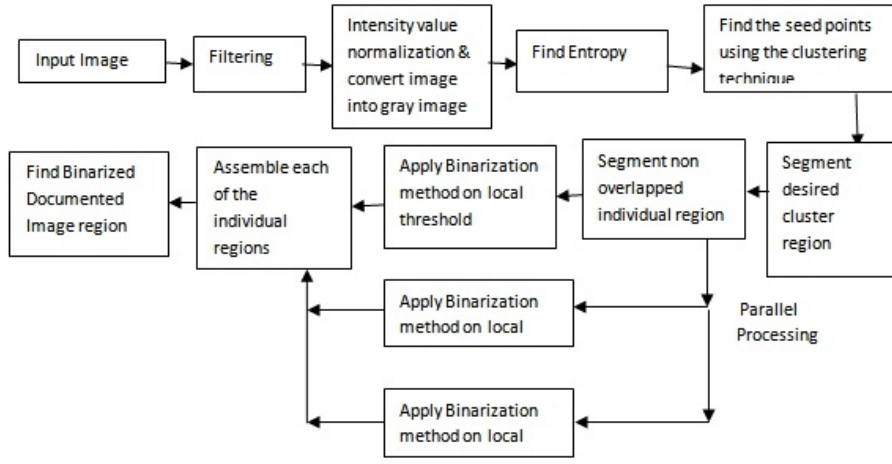 Input Image
Filtering
Intensity value
normalization &
convert image
into gray image
Find Entropy
Find the seed points
using the clustering
technique
Segment
desired
cluster
region
Segment non
overlapped
individual region
Apply Binarization
method on local
threshold
Assemble each
of the
individual
regions
Find Binarized
Documented
Image region
Apply Binarization
method on local
Parallel
Processing
Apply Binarization
method on local